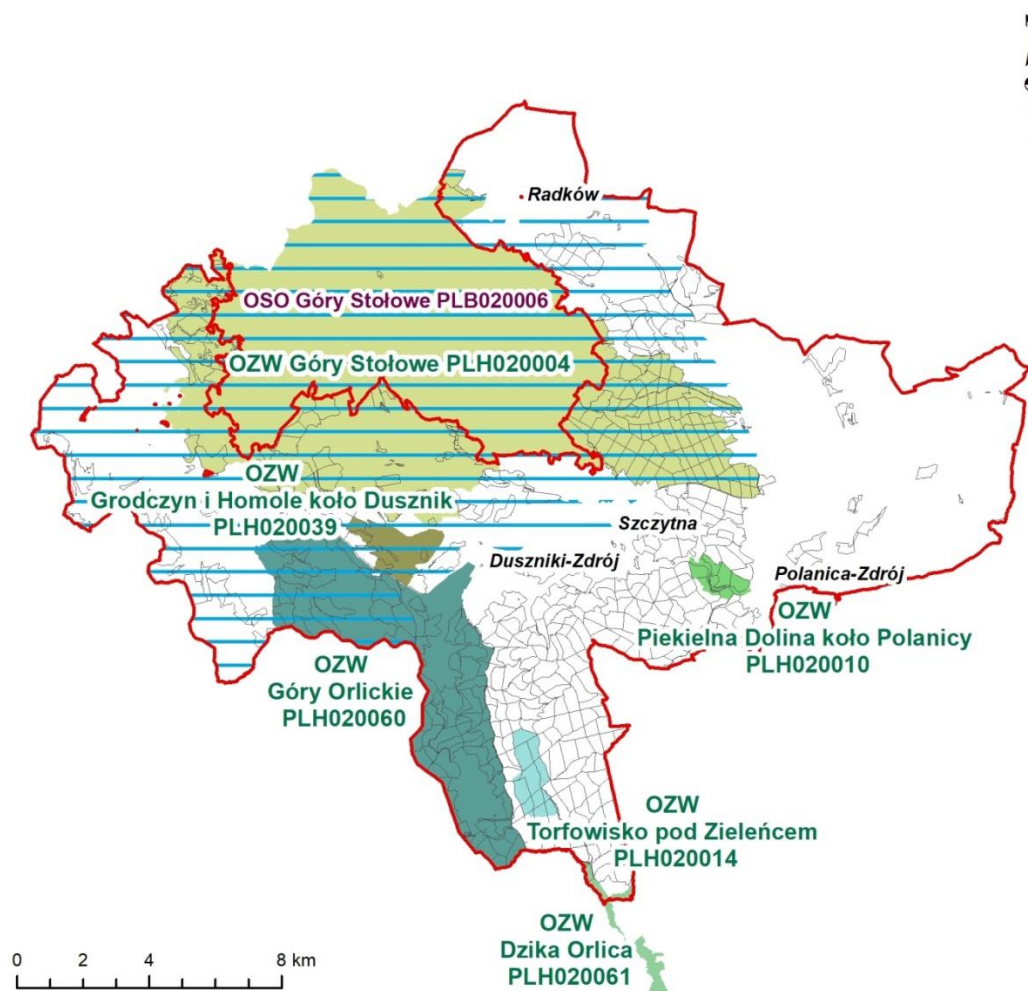 Radków
OSO Góry Stołowe PLB020006
OZW Góry Stołowe PLH020004
OZW
Grodczyn i Homole koło Dusznik
PLH020039
Szczytna
Duszniki-Zdrój
Polanica-Zdrój
OZW
Piekielna Dolina koło Polanicy
PLH020010
OZW
Góry Orlickie
PLH020060
OZW
Torfowisko pod Zieleńcem
PLH020014
OZW
Dzika Orlica
PLH020061
0 2 4 8 km